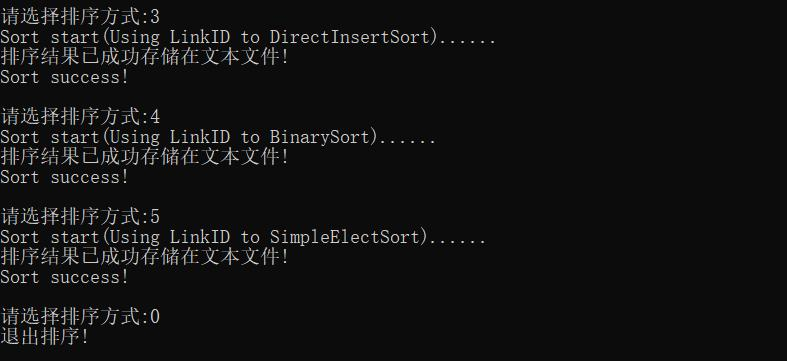 请选择排序方式:3
Sort start(Using LinkID to DirectInsertSort)......
排序结果已成功存储在文本文件!
Sort success!
请选择排序方式:4
Sort start(Using LinkID to BinarySort)......
排序结果已成功存储在文本文件!
Sort success!
请选择排序方式:5
Sort start(Using LinkID to SimpleElectSort)......
排序结果已成功存储在文本文件!
Sort success!
请选择排序方式:0
退出排序!